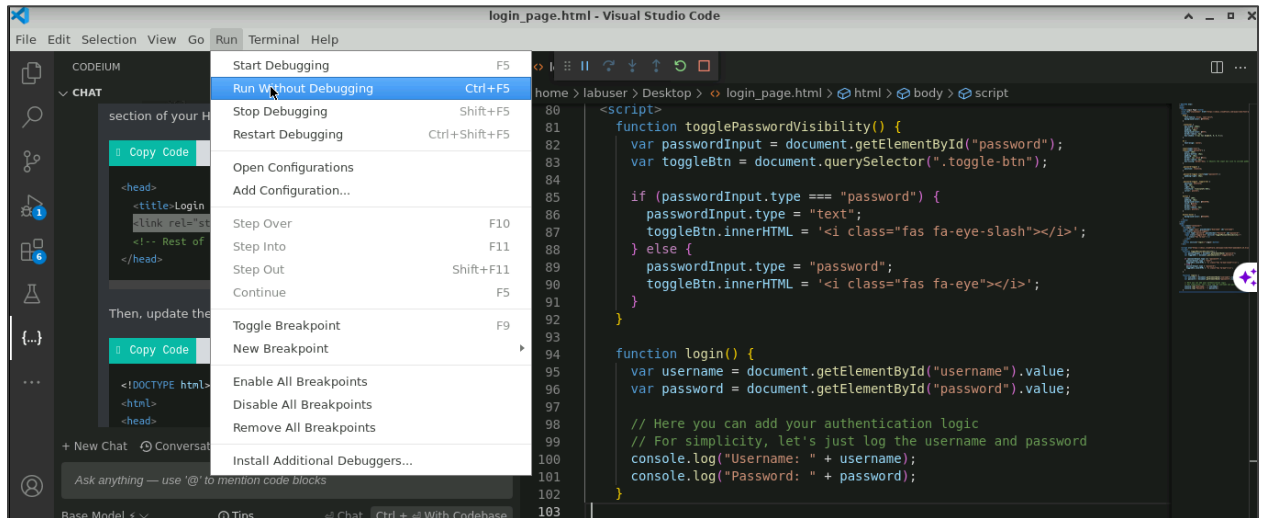 login_page.html - Visual Studio Code
File Edit Selection View Go Run Terminal Help
CODEIUM
CHAT
section of your H
Copy Code
<head>
<title>Login
<link rel="st
<!-- Rest of
</head>
Then, update the
Copy Code
<!DOCTYPE html>
<html>
<head>
+ New Chat Conversat
Ask anything — use '@' to mention code blocks
Base Model Tips Chat Ctrl + With Codebase
1
6
{...}
Start Debugging F5
Run Without Debugging Ctrl+F5
Stop Debugging Shift+F5
Restart Debugging Ctrl+Shift+F5
Open Configurations
Add Configuration...
Step Over F10
Step Into F11
Step Out Shift+F11
Continue F5
Toggle Breakpoint F9
New Breakpoint
Enable All Breakpoints
Disable All Breakpoints
Remove All Breakpoints
Install Additional Debuggers...
home > labuser > Desktop > <> login_page.html > html > body > script
80 <script>
81 function togglePasswordVisibility() {
82 var passwordInput = document.getElementById("password");
83 var toggleBtn = document.querySelector(".toggle-btn");
84
85 if (passwordInput.type === "password") {
86 passwordInput.type = "text";
87 toggleBtn.innerHTML = '<i class="fas fa-eye-slash"></i>';
88 } else {
89 passwordInput.type = "password";
90 toggleBtn.innerHTML = '<i class="fas fa-eye"></i>';
91 }
92 }
93
94 function login() {
95 var username = document.getElementById("username").value;
96 var password = document.getElementById("password").value;
97
98 // Here you can add your authentication logic
99 // For simplicity, let's just log the username and password
100 console.log("Username: " + username);
101 console.log("Password: " + password);
102 }
103